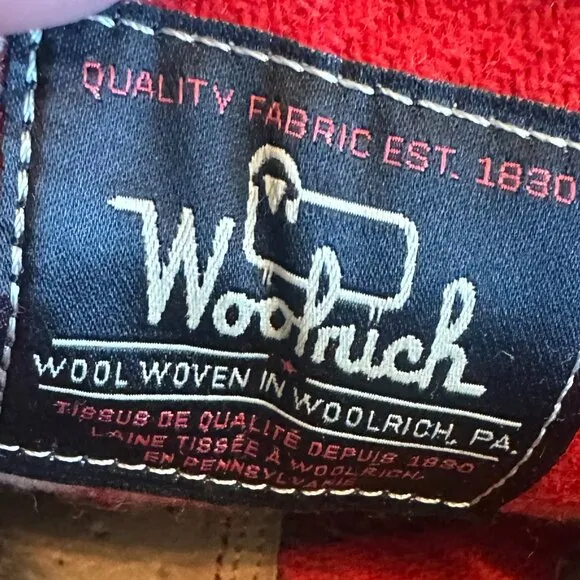 QUALITY FABRIC EST. 1830
Woolrich
WOOL WOVEN IN WOOLRICH, PA.
TISSUS DE QUALITÉ DEPUIS 1830
LAINE TISSÉE À WOOLRICH,
EN PENNSYLVANIE